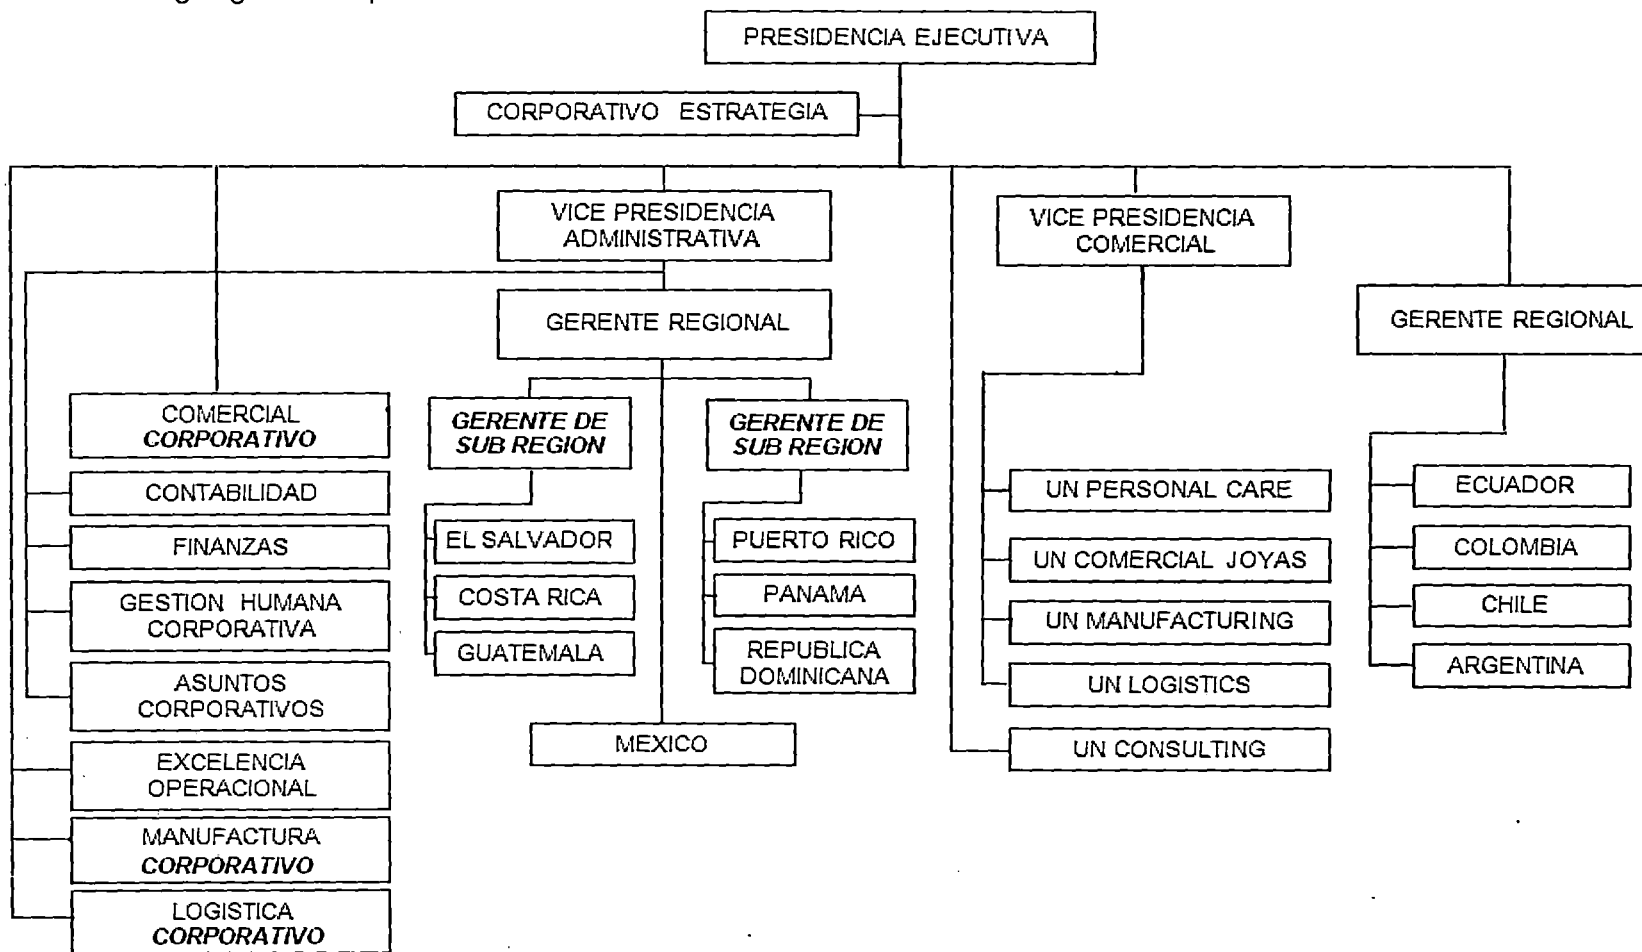 PRESIDENCIA EJECUTIVA
CORPORATIVO ESTRATEGIA
VICE PRESIDENCIA
ADMINISTRATIVA
VICE PRESIDENCIA
COMERCIAL
GERENTE REGIONAL
GERENTE REGIONAL
COMERCIAL
CORPORATIVO
CONTABILIDAD
FINANZAS
GESTION HUMANA
CORPORATIVA
ASUNTOS
CORPORATIVOS
EXCELENCIA
OPERACIONAL
MANUFACTURA
CORPORATIVO
LOGISTICA
CORPORATIVO
GERENTE DE
SUB REGION
EL SALVADOR
COSTA RICA
GUATEMALA
GERENTE DE
SUB REGION
PUERTO RICO
PANAMA
REPUBLICA
DOMINICANA
MEXICO
UN PERSONAL CARE
UN COMERCIAL JOYAS
UN MANUFACTURING
UN LOGISTICS
UN CONSULTING
ECUADOR
COLOMBIA
CHILE
ARGENTINA